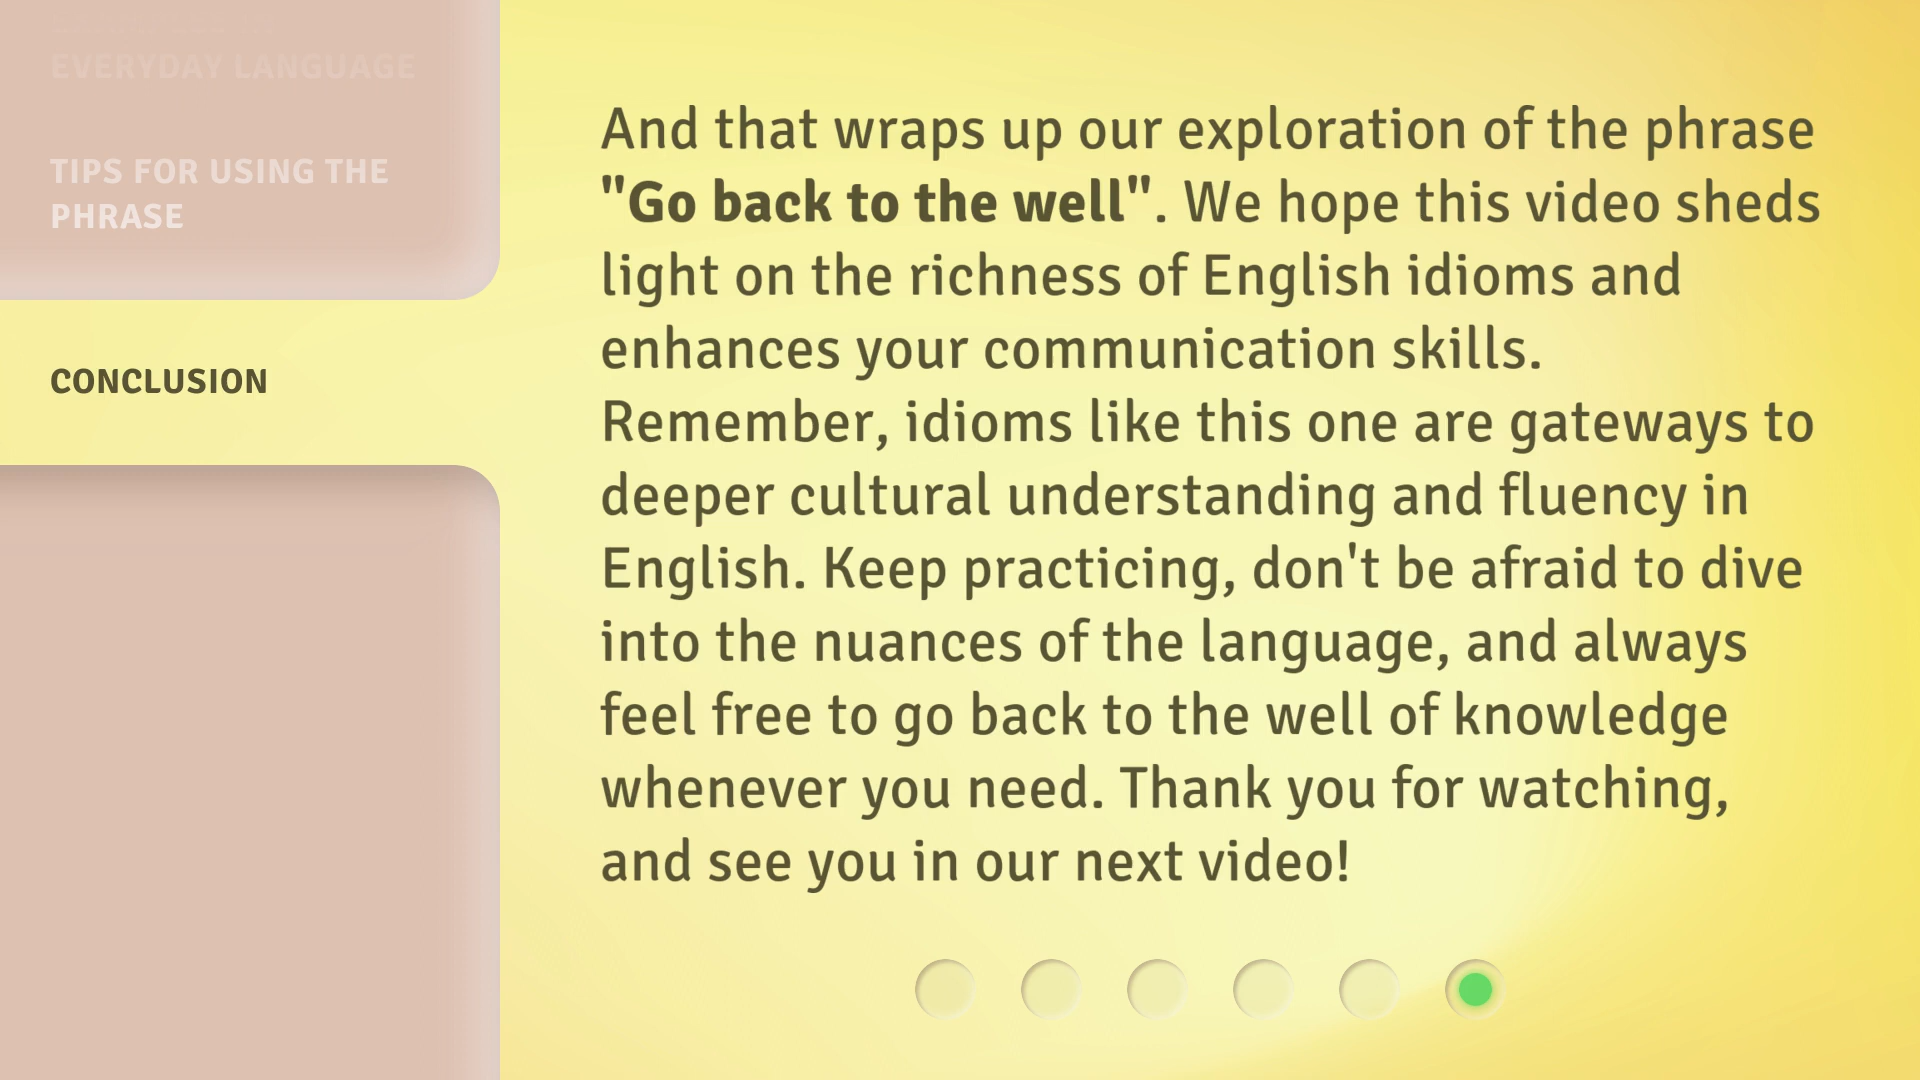 EVERYDAY LANGUAGE
TIPS FOR USING THE
PHRASE
CONCLUSION
And that wraps up our exploration of the phrase
"Go back to the well". We hope this video sheds
light on the richness of English idioms and
enhances your communication skills.
Remember, idioms like this one are gateways to
deeper cultural understanding and fluency in
English. Keep practicing, don't be afraid to dive
into the nuances of the language, and always
feel free to go back to the well of knowledge
whenever you need. Thank you for watching,
and see you in our next video!